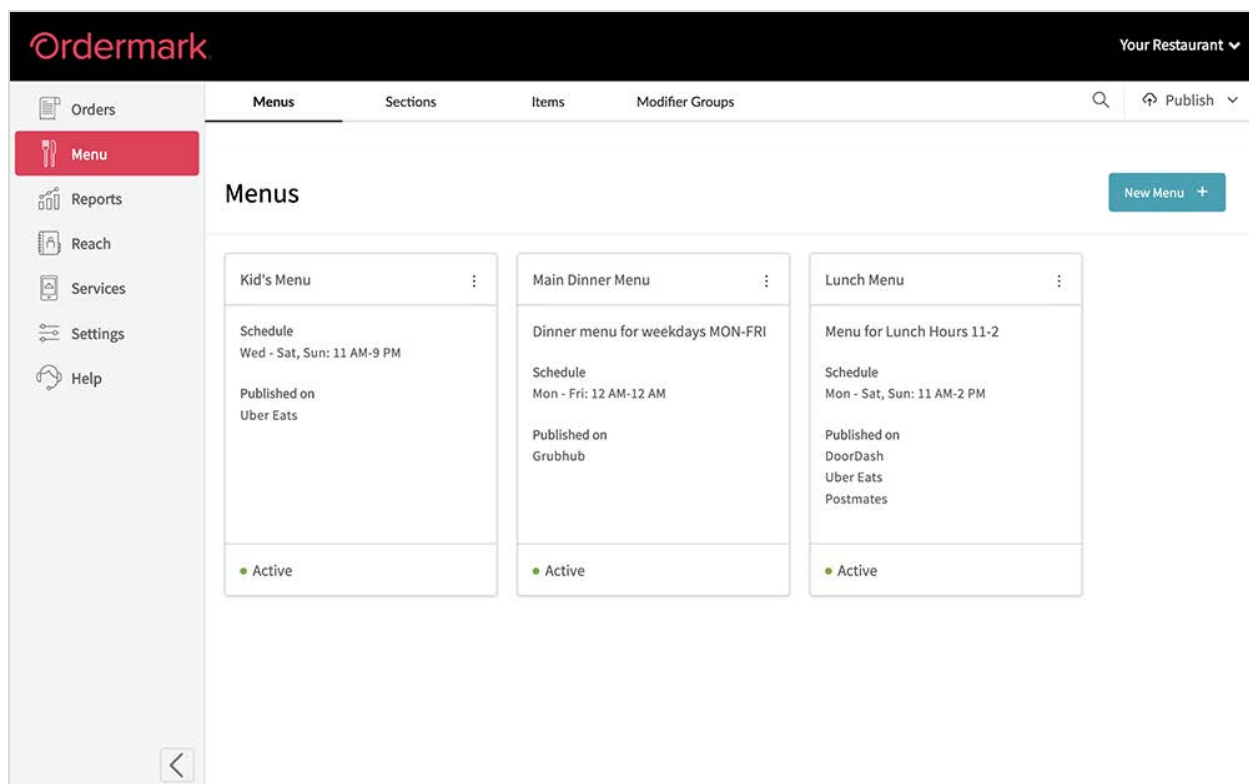 Ordermark
Your Restaurant
Orders
Menu
Reports
Reach
Services
Settings
Help
Menus Sections Items Modifier Groups
Publish
Menus
New Menu +
Kid's Menu
Schedule
Wed - Sat, Sun: 11 AM-9 PM
Published on
Uber Eats
Active
Main Dinner Menu
Dinner menu for weekdays MON-FRI
Schedule
Mon - Fri: 12 AM-12 AM
Published on
Grubhub
Active
Lunch Menu
Menu for Lunch Hours 11-2
Schedule
Mon - Sat, Sun: 11 AM-2 PM
Published on
DoorDash
Uber Eats
Postmates
Active